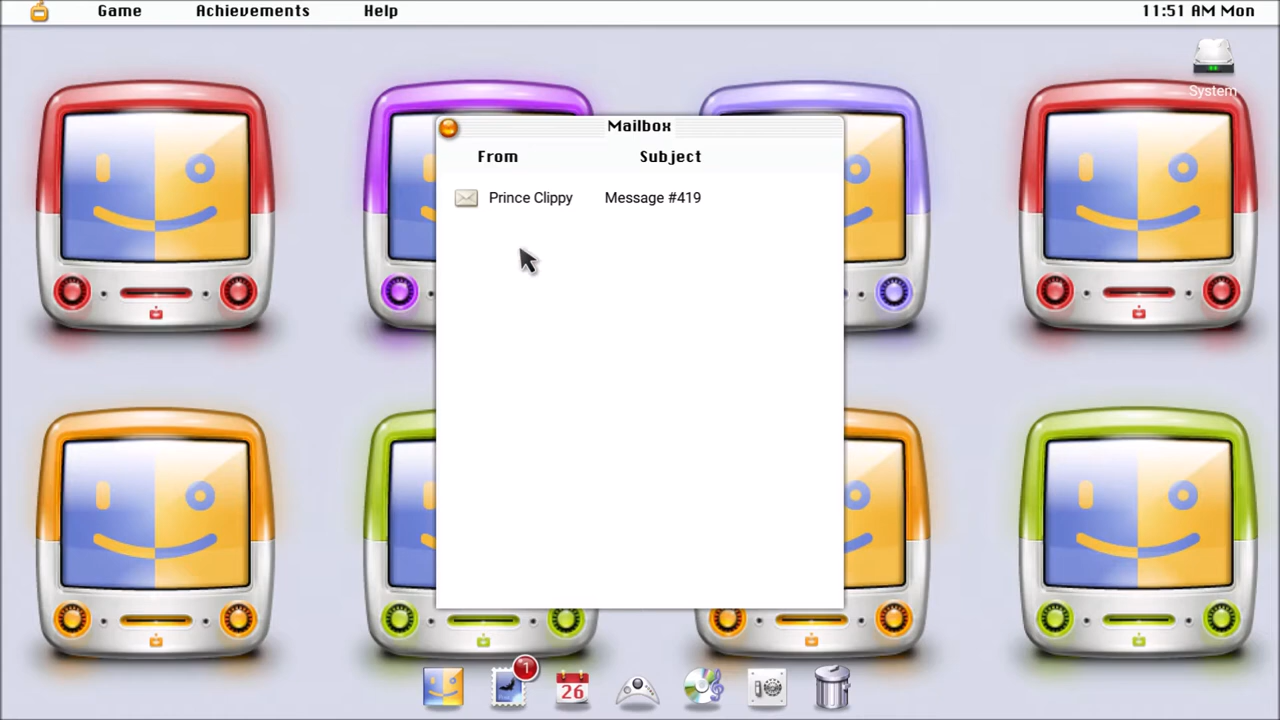 Game Achievements Help 11:51 AM Mon
System
Mailbox
From Subject
Prince Clippy Message #419
1
26